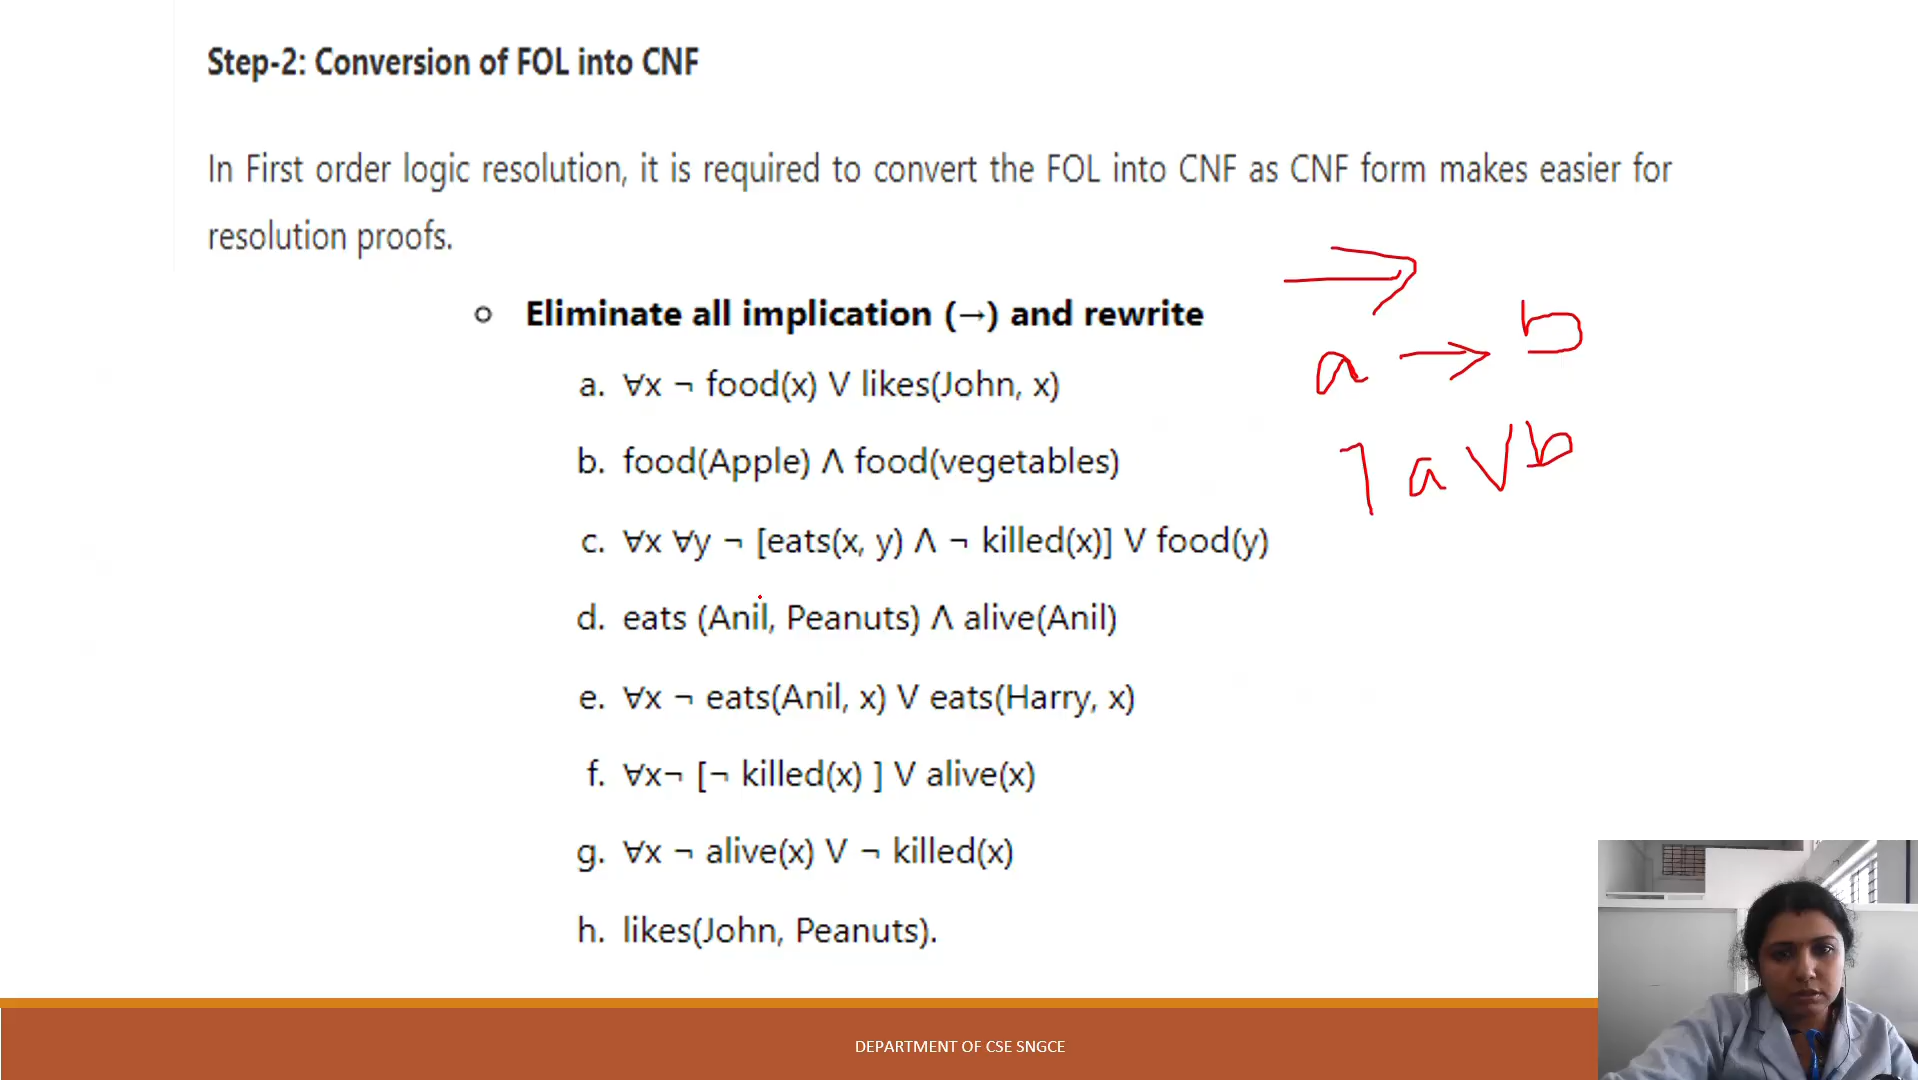 Step-2: Conversion of FOL into CNF
In First order logic resolution, it is required to convert the FOL into CNF as CNF form makes easier for
resolution proofs.
Eliminate all implication (→) and rewrite
a. ∀x ¬ food(x) V likes(John, x)
b. food(Apple) Λ food(vegetables)
c. ∀x ∀y ¬ [eats(x, y) Λ ¬ killed(x)] V food(y)
d. eats (Anil, Peanuts) Λ alive(Anil)
e. ∀x ¬ eats(Anil, x) V eats(Harry, x)
f. ∀x¬ [¬ killed(x) ] V alive(x)
g. ∀x ¬ alive(x) V ¬ killed(x)
h. likes(John, Peanuts).
→
a → b
¬ a V b
DEPARTMENT OF CSE SNGCE